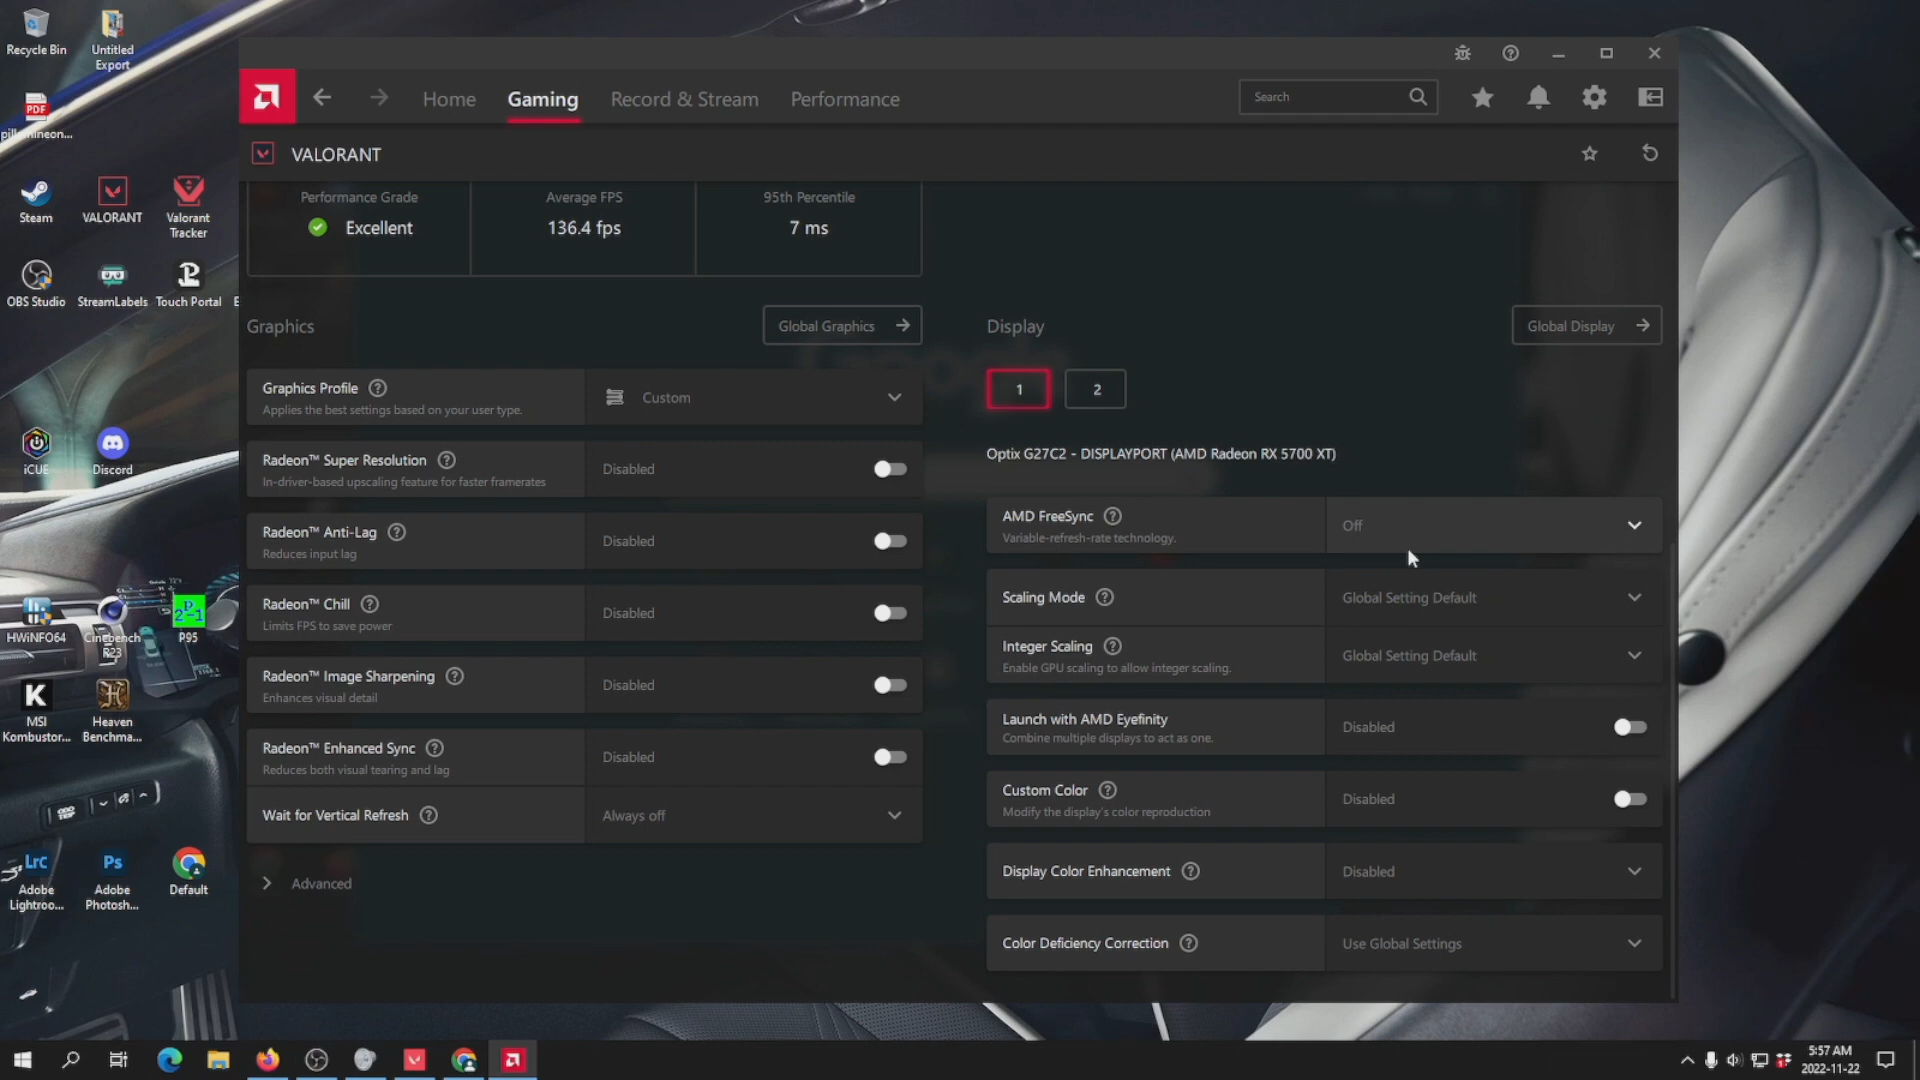 Recycle Bin
Untitled
Export
PDF
Steam
VALORANT
Valorant
Tracker
OBS Studio
StreamLabels
Touch Portal
E
iCUE
Discord
HWiNFO64
Cinebench
R23
P95
K
MSI
Kombustor...
Heaven
Benchma...
Lrc
Ps
Adobe
Lightroo...
Adobe
Photosh...
Default
Home
Gaming
Record & Stream
Performance
Search
VALORANT
Performance Grade
Average FPS
95th Percentile
Excellent
136.4 fps
7 ms
Graphics
Global Graphics
Graphics Profile
Applies the best settings based on your user type.
Custom
Radeon™ Super Resolution
In-driver-based upscaling feature for faster framerates
Disabled
Radeon™ Anti-Lag
Reduces input lag
Disabled
Radeon™ Chill
Limits FPS to save power
Disabled
Radeon™ Image Sharpening
Enhances visual detail
Disabled
Radeon™ Enhanced Sync
Reduces both visual tearing and lag
Disabled
Wait for Vertical Refresh
Always off
Advanced
Display
Global Display
1
2
Optix G27C2 - DISPLAYPORT (AMD Radeon RX 5700 XT)
AMD FreeSync
Variable-refresh-rate technology.
Off
Scaling Mode
Global Setting Default
Integer Scaling
Enable GPU scaling to allow integer scaling.
Global Setting Default
Launch with AMD Eyefinity
Combine multiple displays to act as one.
Disabled
Custom Color
Modify the display's color reproduction
Disabled
Display Color Enhancement
Disabled
Color Deficiency Correction
Use Global Settings
5:57 AM
2022-11-22